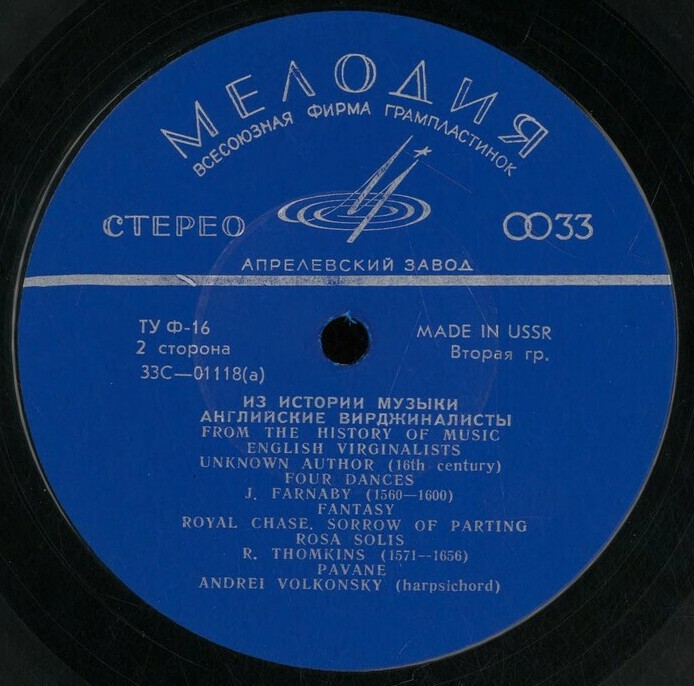 МЕЛОДИЯ
ВСЕСОЮЗНАЯ ФИРМА ГРАМПЛАСТИНОК
СТЕРЕО
33
АПРЕЛЕВСКИЙ ЗАВОД
ТУ Ф-16
MADE IN USSR
2 сторона
Вторая гр.
33С—01118(а)
ИЗ ИСТОРИИ МУЗЫКИ
АНГЛИЙСКИЕ ВИРДЖИНАЛИСТЫ
FROM THE HISTORY OF MUSIC
ENGLISH VIRGINALISTS
UNKNOWN AUTHOR (16th century)
FOUR DANCES
J. FARNABY (1560—1600)
FANTASY
ROYAL CHASE. SORROW OF PARTING
ROSA SOLIS
R. THOMKINS (1571--1656)
PAVANE
ANDREI VOLKONSKY (harpsichord)